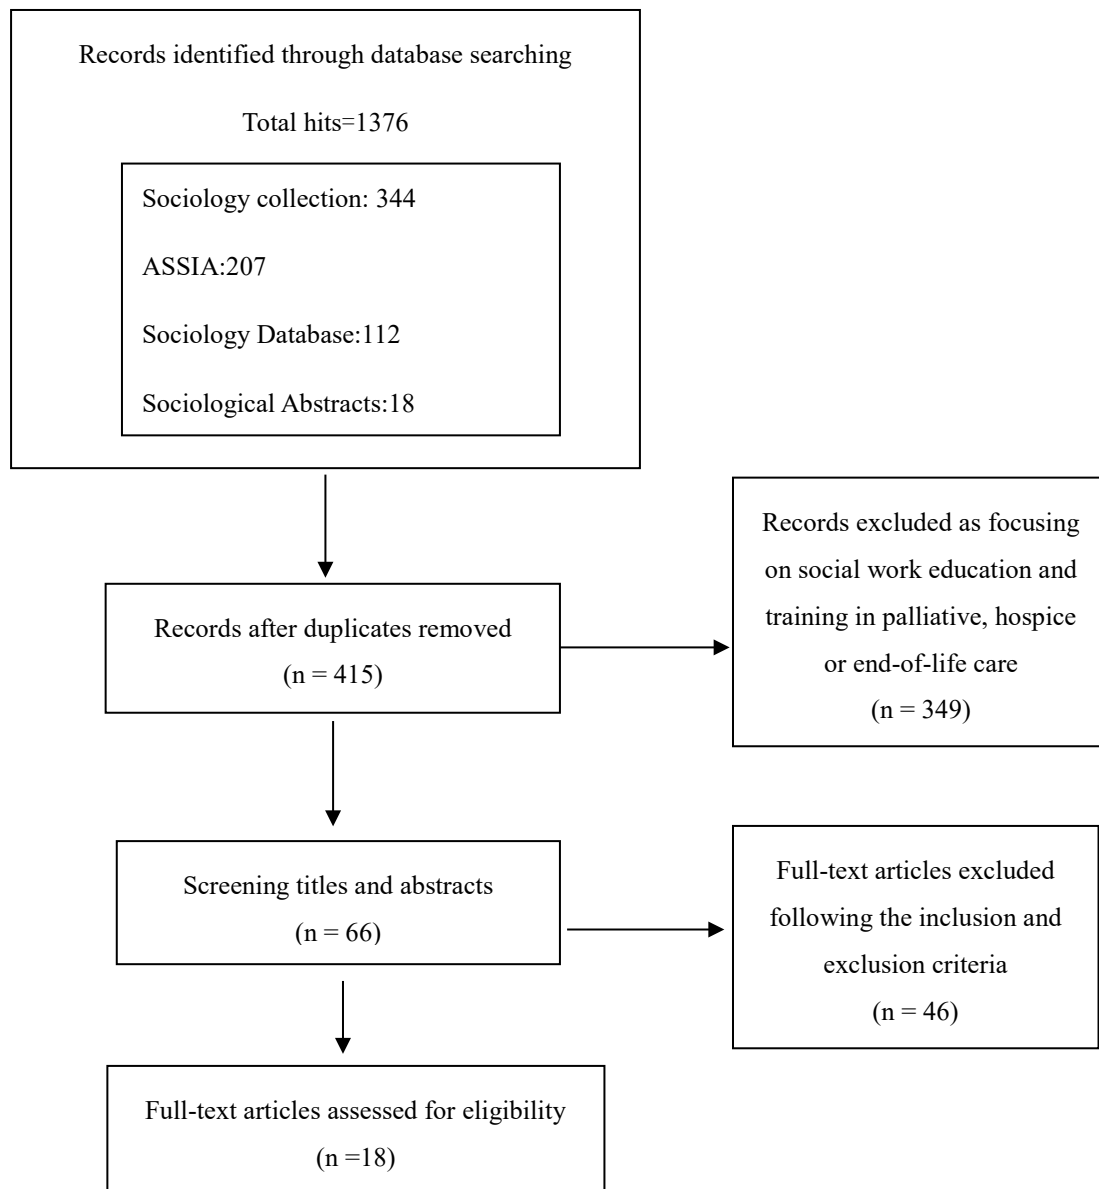 Records identified through database searching
Total hits=1376
Sociology collection: 344
ASSIA:207
Sociology Database:112
Sociological Abstracts:18
Records after duplicates removed
(n = 415)
Records excluded as focusing
on social work education and
training in palliative, hospice
or end-of-life care
(n = 349)
Screening titles and abstracts
(n = 66)
Full-text articles excluded
following the inclusion and
exclusion criteria
(n = 46)
Full-text articles assessed for eligibility
(n =18)